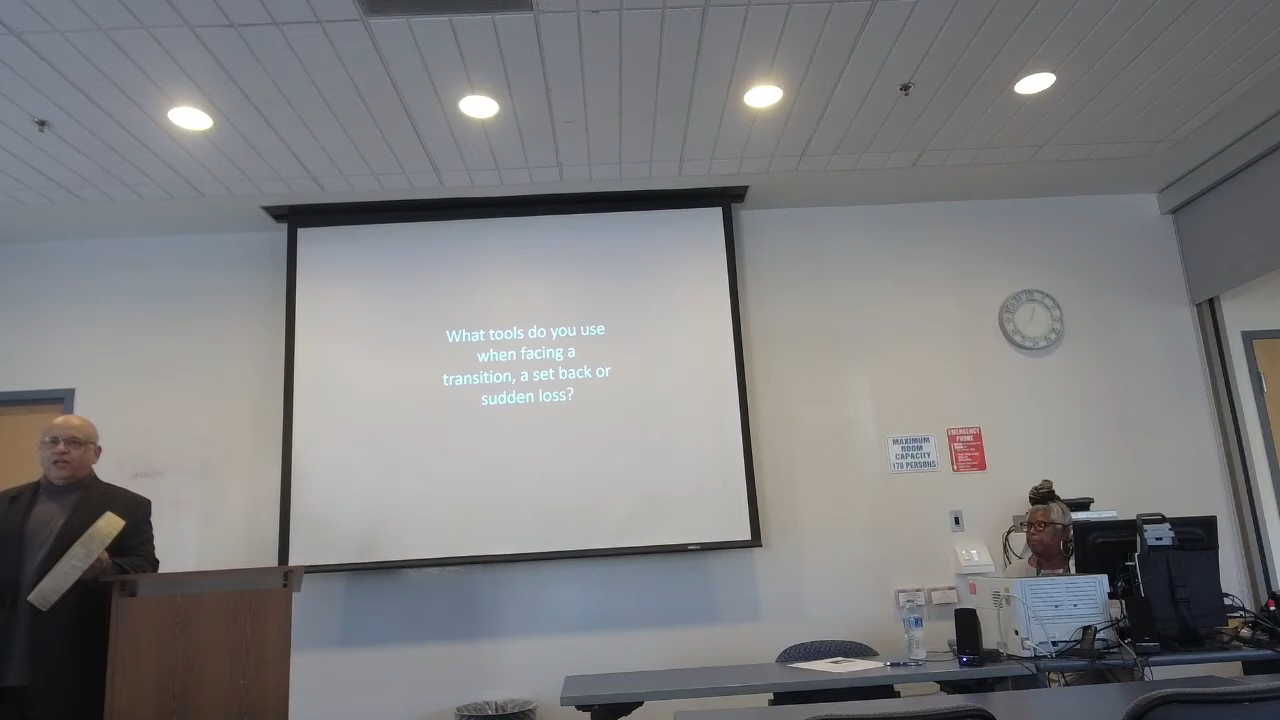 What tools do you use
when facing a
transition, a set back or
sudden loss?
MAXIMUM
ROOM
CAPACITY
170 PERSONS
EMERGENCY
PHONE